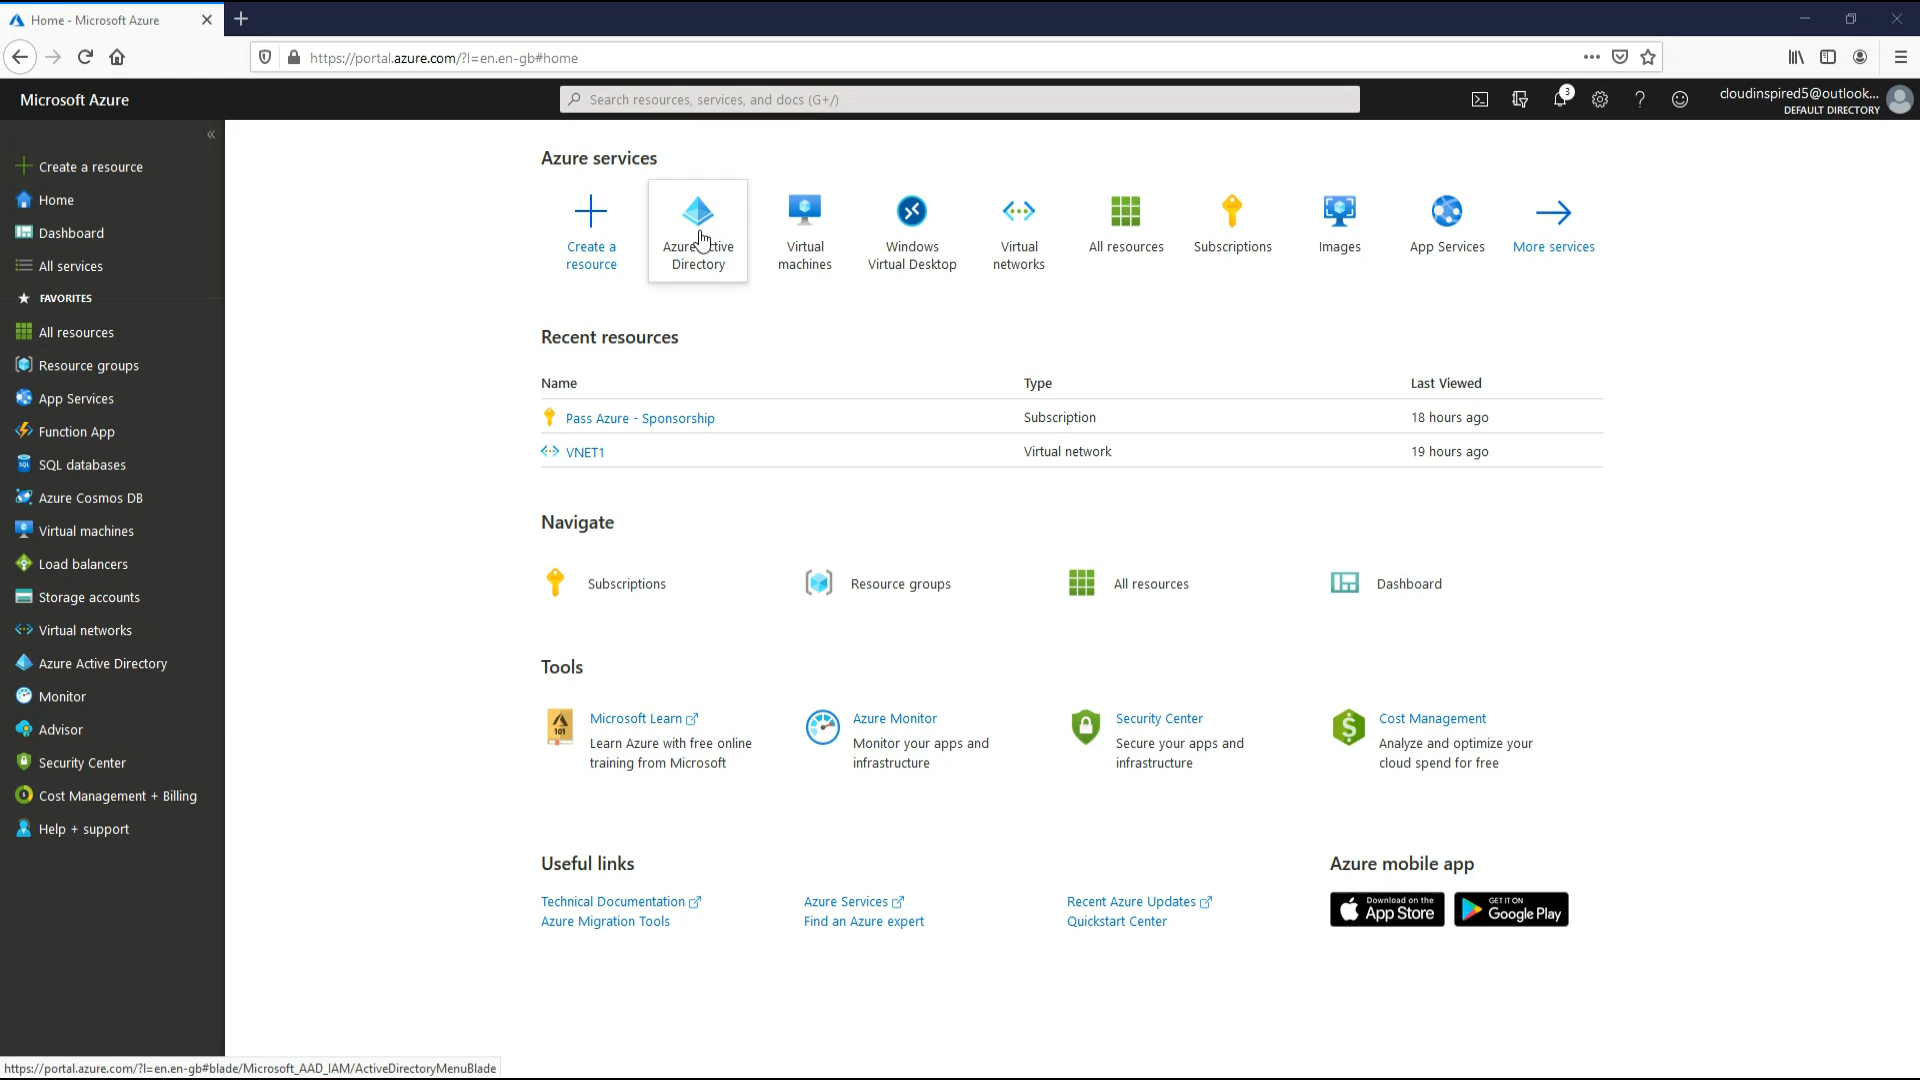 Home - Microsoft Azure
https://portal.azure.com/?l=en.en-gb#home
Microsoft Azure
Search resources, services, and docs (G+/)
3
cloudinspired5@outlook...
DEFAULT DIRECTORY
Create a resource
Home
Dashboard
All services
FAVORITES
All resources
Resource groups
App Services
Function App
SQL databases
Azure Cosmos DB
Virtual machines
Load balancers
Storage accounts
Virtual networks
Azure Active Directory
Monitor
Advisor
Security Center
Cost Management + Billing
Help + support
Azure services
Create a
resource
Azure Active
Directory
Virtual
machines
Windows
Virtual Desktop
Virtual
networks
All resources
Subscriptions
Images
App Services
More services
Recent resources
Name Type Last Viewed
Pass Azure - Sponsorship Subscription 18 hours ago
VNET1 Virtual network 19 hours ago
Navigate
Subscriptions Resource groups All resources Dashboard
Tools
101
Microsoft Learn
Learn Azure with free online
training from Microsoft
Azure Monitor
Monitor your apps and
infrastructure
Security Center
Secure your apps and
infrastructure
Cost Management
Analyze and optimize your
cloud spend for free
Useful links
Technical Documentation
Azure Migration Tools
Azure Services
Find an Azure expert
Recent Azure Updates
Quickstart Center
Azure mobile app
Download on the
App Store
GET IT ON
Google Play
https://portal.azure.com/?l=en.en-gb#blade/Microsoft_AAD_IAM/ActiveDirectoryMenuBlade